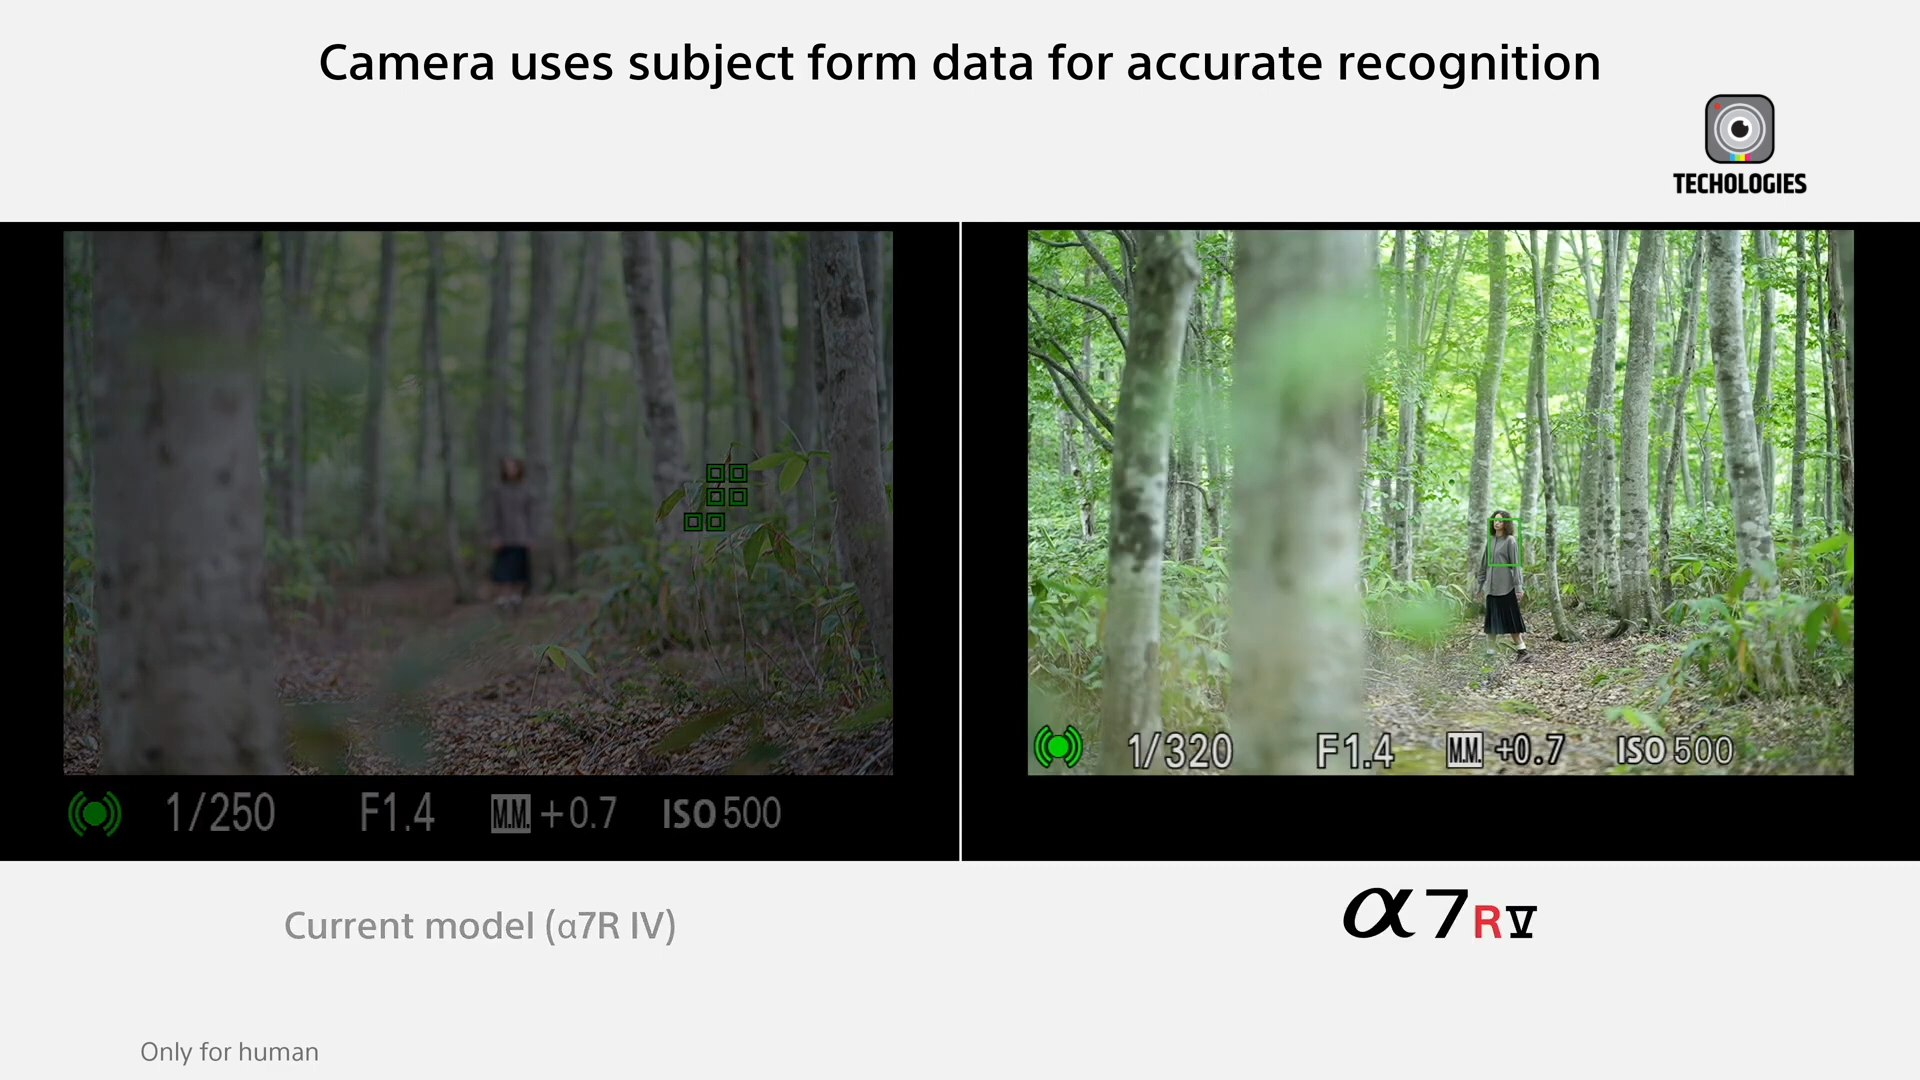 Camera uses subject form data for accurate recognition
TECHOLOGIES
1/250 F1.4 M.M. +0.7 ISO 500
1/320 F1.4 M.M. +0.7 ISO 500
Current model (α7R IV)
α7RV
Only for human